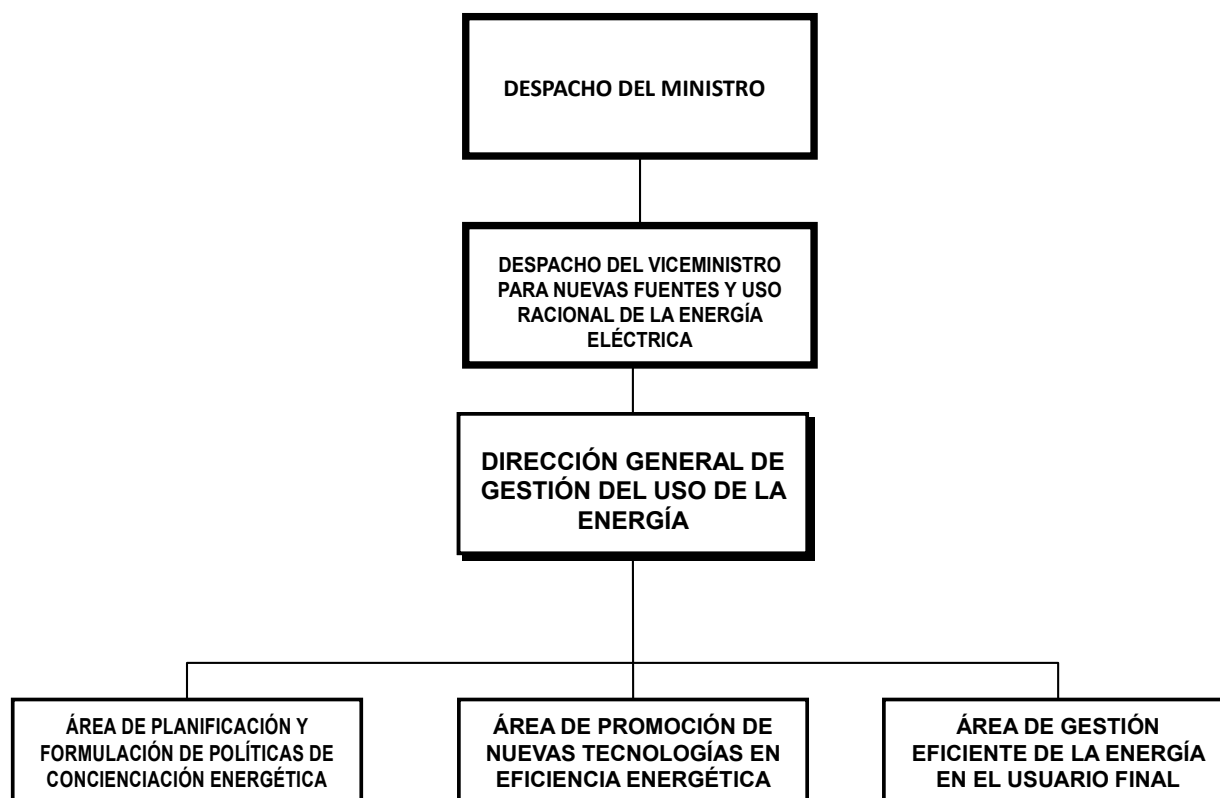 DESPACHO DEL MINISTRO
DESPACHO DEL VICEMINISTRO
PARA NUEVAS FUENTES Y USO
RACIONAL DE LA ENERGÍA
ELÉCTRICA
DIRECCIÓN GENERAL DE
GESTIÓN DEL USO DE LA
ENERGÍA
ÁREA DE PLANIFICACIÓN Y
FORMULACIÓN DE POLÍTICAS DE
CONCIENCIACIÓN ENERGÉTICA
ÁREA DE PROMOCIÓN DE
NUEVAS TECNOLOGÍAS EN
EFICIENCIA ENERGÉTICA
ÁREA DE GESTIÓN
EFICIENTE DE LA ENERGÍA
EN EL USUARIO FINAL